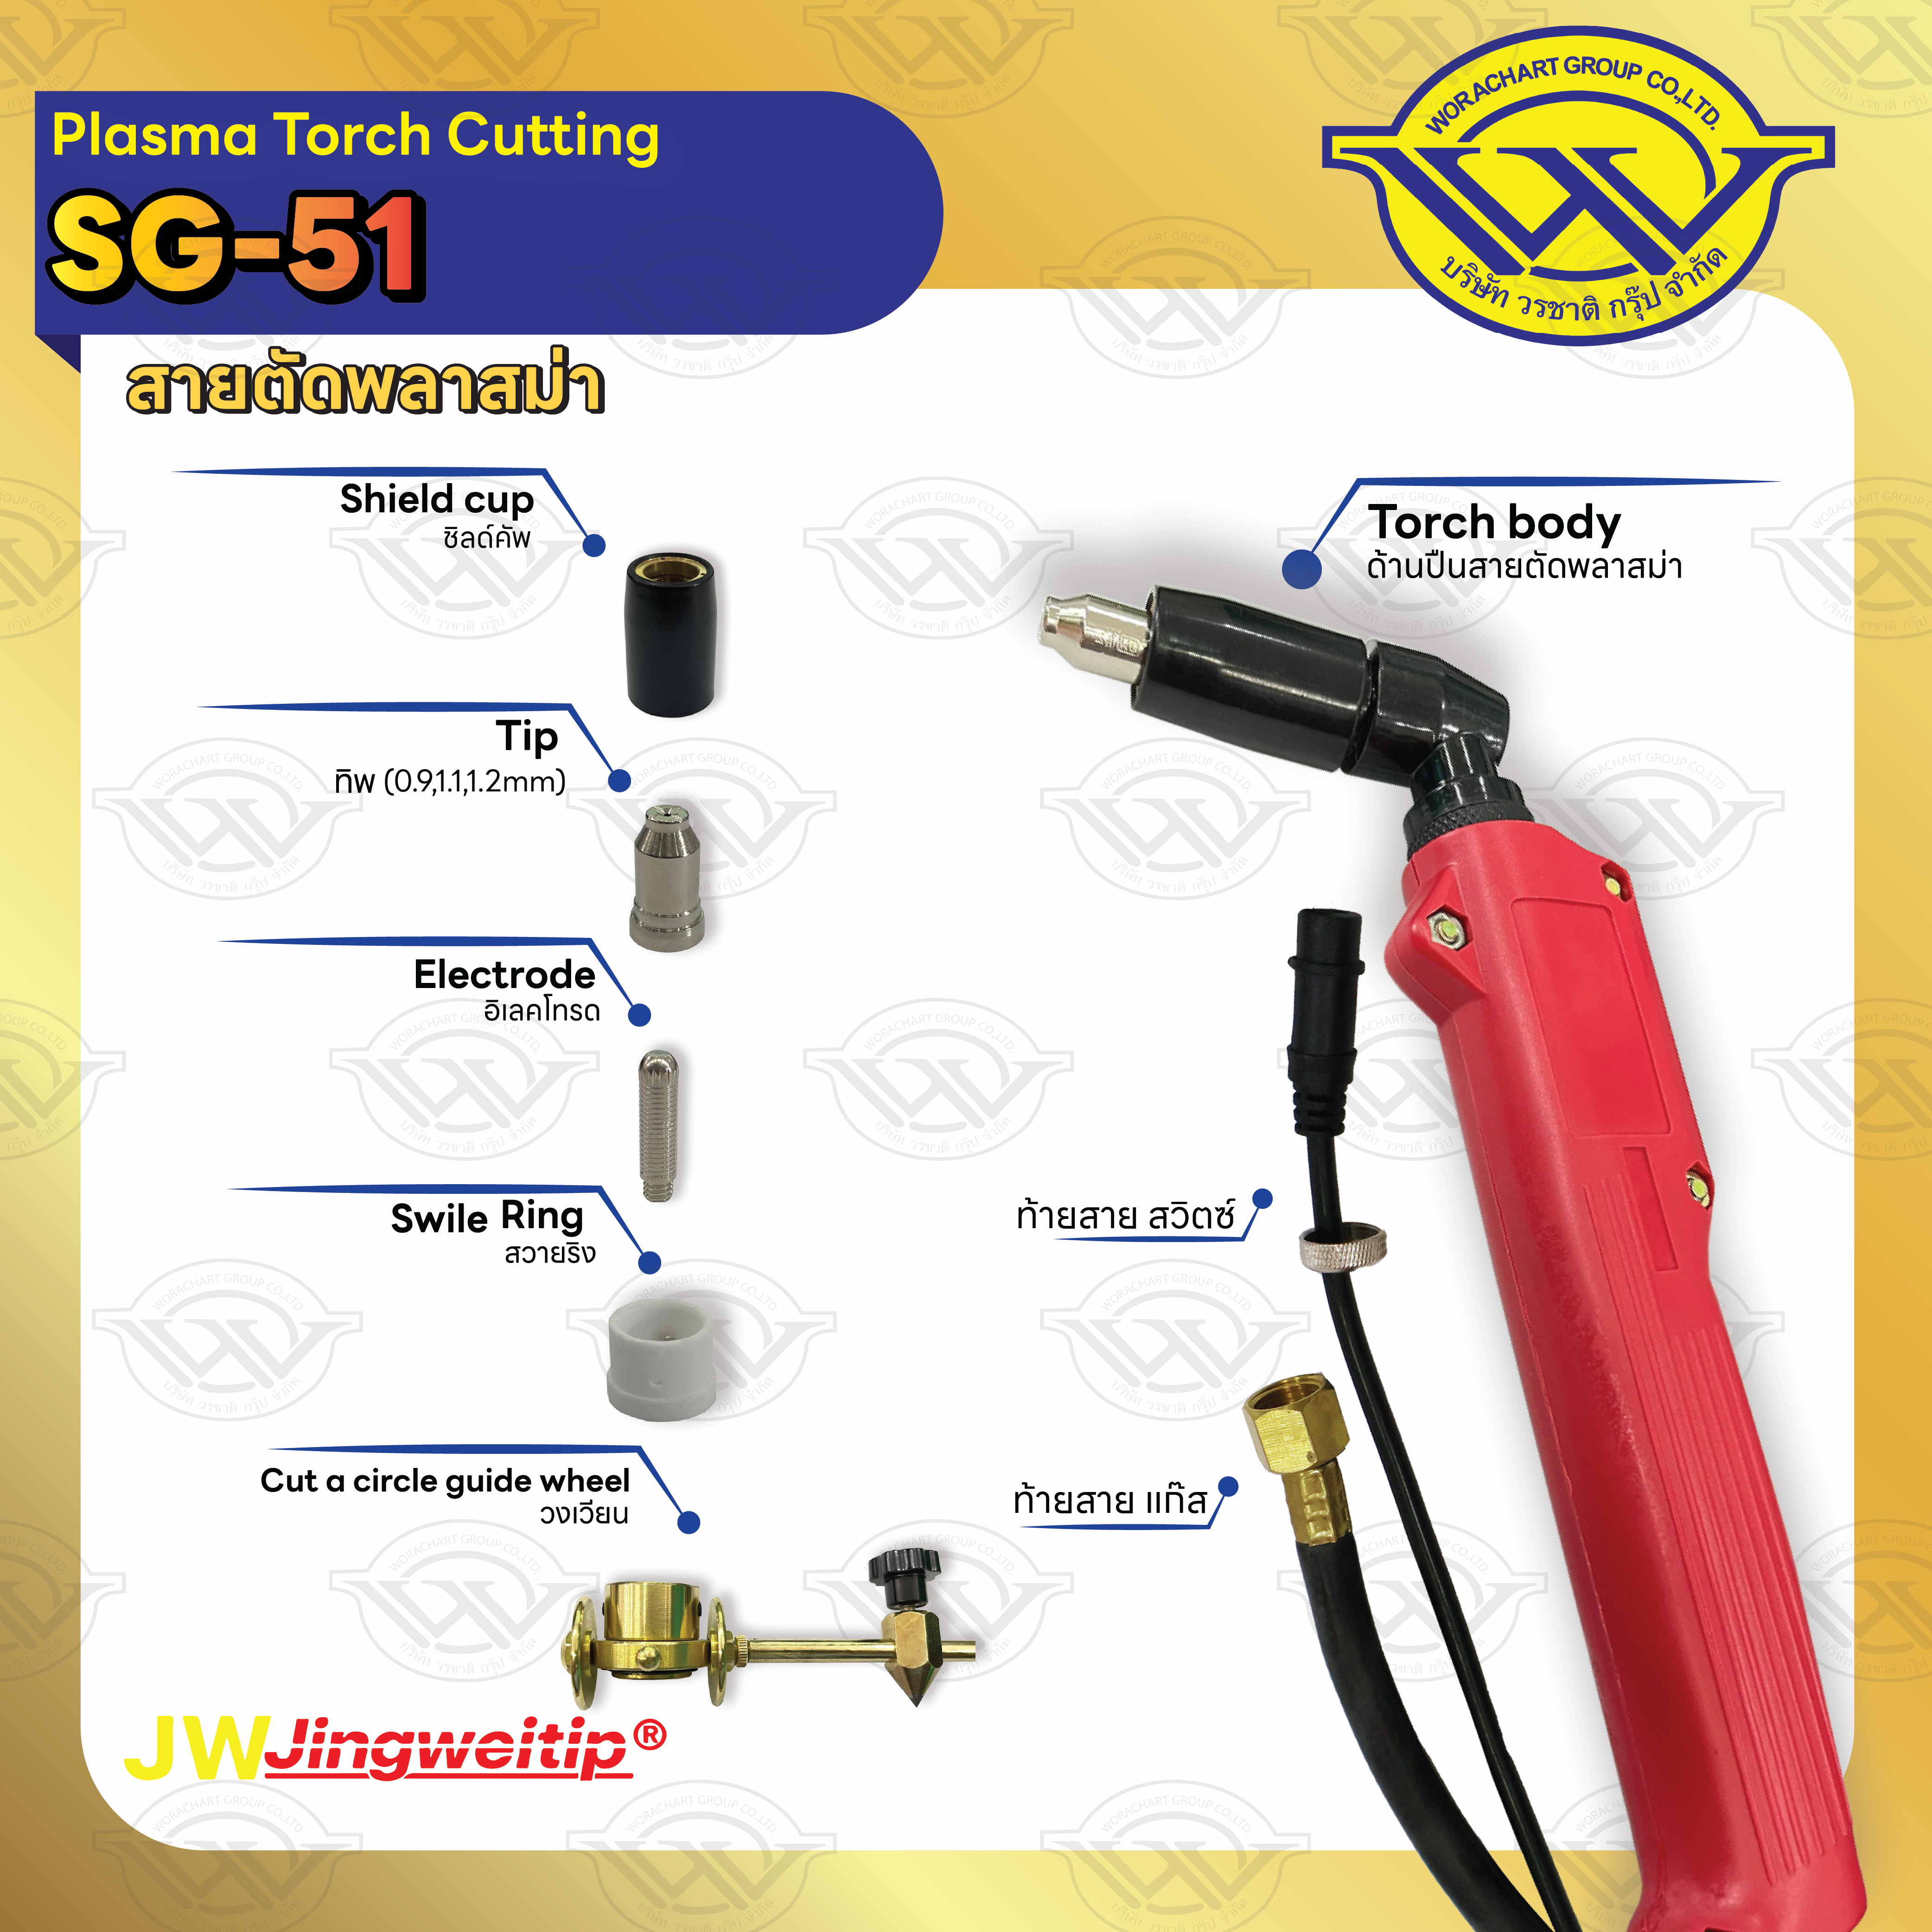 Plasma Torch Cutting
SG-51
WORACHART GROUP CO.,LTD.
บริษัท วรชาติ กรุ๊ป จำกัด
สายตัดพลาสม่า
Shield cup
ชิลด์คัพ
Torch body
ด้านปืนสายตัดพลาสม่า
Tip
ทิพ (0.9,1.1,1.2mm)
Electrode
อิเลคโทรด
Swile Ring
สวายริง
ท้ายสาย สวิตซ์
Cut a circle guide wheel
วงเวียน
ท้ายสาย แก๊ส
JW Jingweitip®